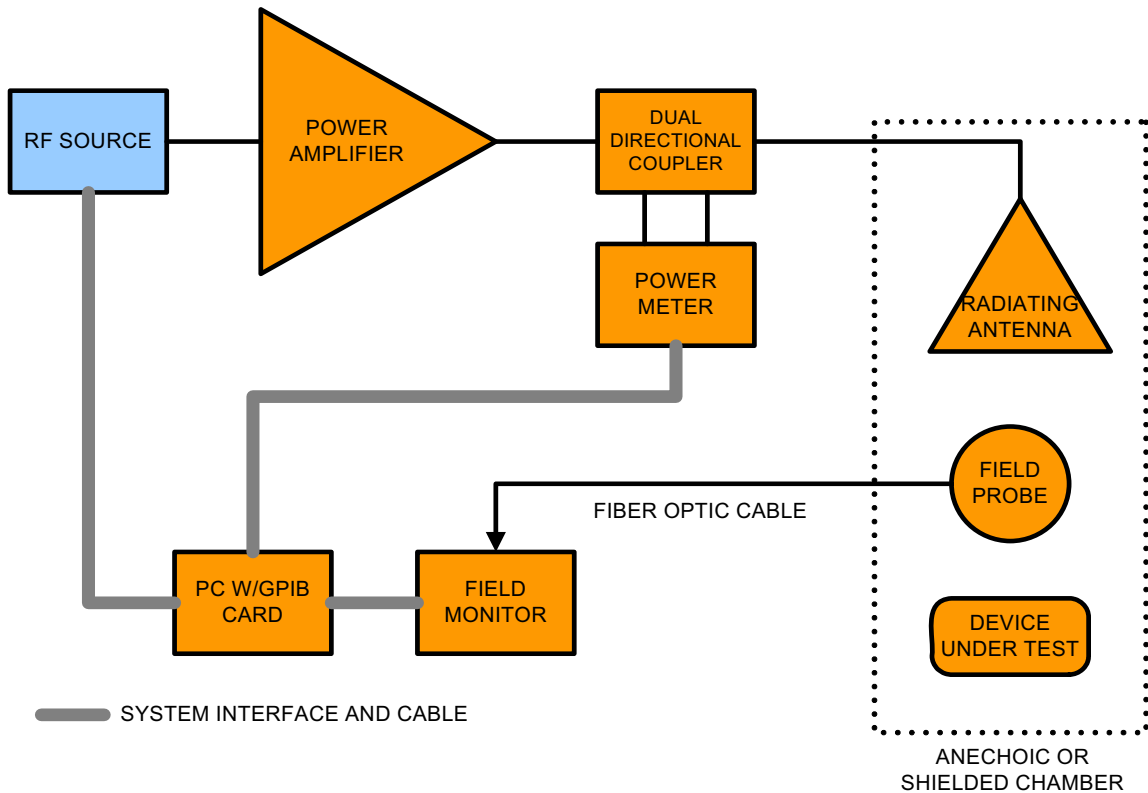 RF SOURCE
POWER
AMPLIFIER
DUAL
DIRECTIONAL
COUPLER
POWER
METER
RADIATING
ANTENNA
FIELD
PROBE
FIBER OPTIC CABLE
PC W/GPIB
CARD
FIELD
MONITOR
DEVICE
UNDER TEST
SYSTEM INTERFACE AND CABLE
ANECHOIC OR
SHIELDED CHAMBER